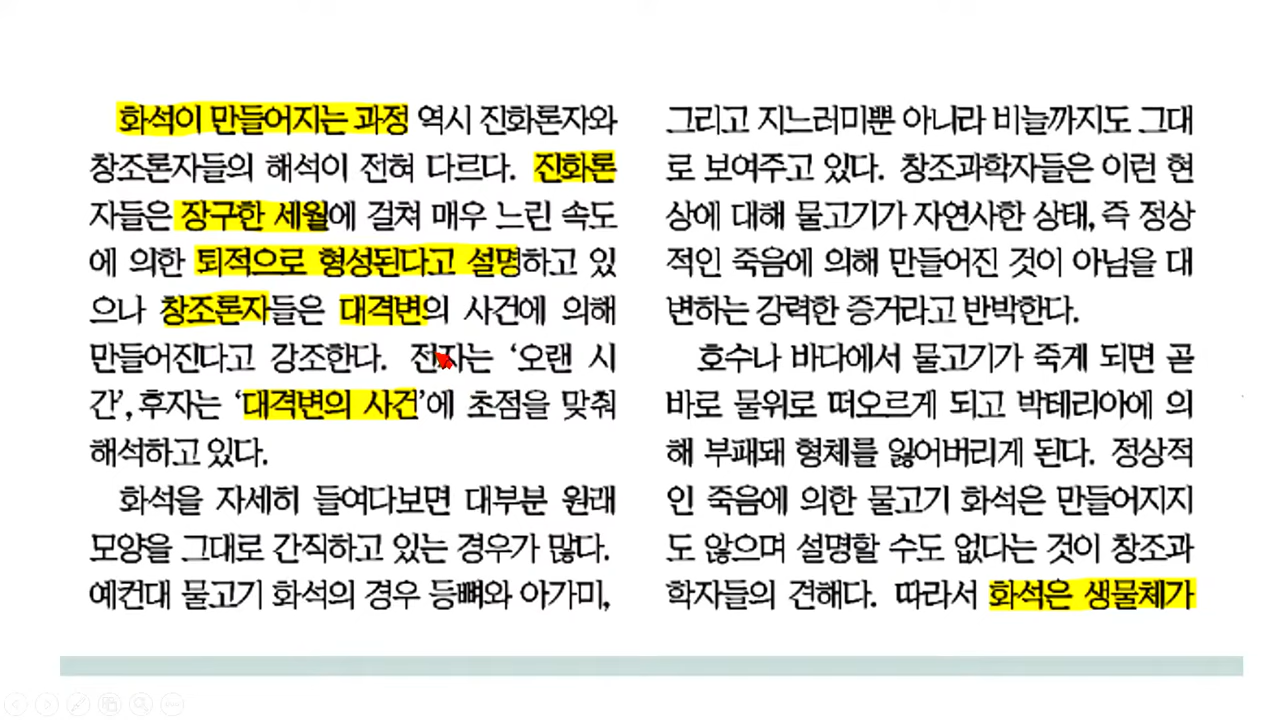 화석이 만들어지는 과정 역시 진화론자와
창조론자들의 해석이 전혀 다르다. 진화론
자들은 장구한 세월에 걸쳐 매우 느린 속도
에 의한 퇴적으로 형성된다고 설명하고 있
으나 창조론자들은 대격변의 사건에 의해
만들어진다고 강조한다. 전자는 ‘오랜 시
간’, 후자는 ‘대격변의 사건’에 초점을 맞춰
해석하고 있다.
화석을 자세히 들여다보면 대부분 원래
모양을 그대로 간직하고 있는 경우가 많다.
예컨대 물고기 화석의 경우 등뼈와 아가미,
그리고 지느러미뿐 아니라 비늘까지도 그대
로 보여주고 있다. 창조과학자들은 이런 현
상에 대해 물고기가 자연사한 상태, 즉 정상
적인 죽음에 의해 만들어진 것이 아님을 대
변하는 강력한 증거라고 반박한다.
호수나 바다에서 물고기가 죽게 되면 곧
바로 물위로 떠오르게 되고 박테리아에 의
해 부패돼 형체를 잃어버리게 된다. 정상적
인 죽음에 의한 물고기 화석은 만들어지지
도 않으며 설명할 수도 없다는 것이 창조과
학자들의 견해다. 따라서 화석은 생물체가